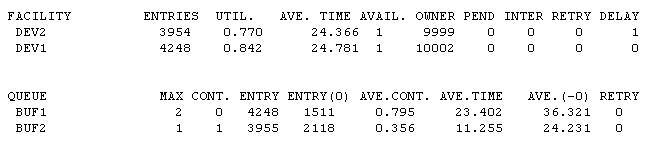 FACILITY ENTRIES UTIL. AVE. TIME AVAIL. OWNER PEND INTER RETRY DELAY
DEV2 3954 0.770 24.366 1 9999 0 0 0 1
DEV1 4248 0.842 24.781 1 10002 0 0 0 0
QUEUE MAX CONT. ENTRY ENTRY(0) AVE.CONT. AVE.TIME AVE.(-0) RETRY
BUF1 2 0 4248 1511 0.795 23.402 36.321 0
BUF2 1 1 3955 2118 0.356 11.255 24.231 0